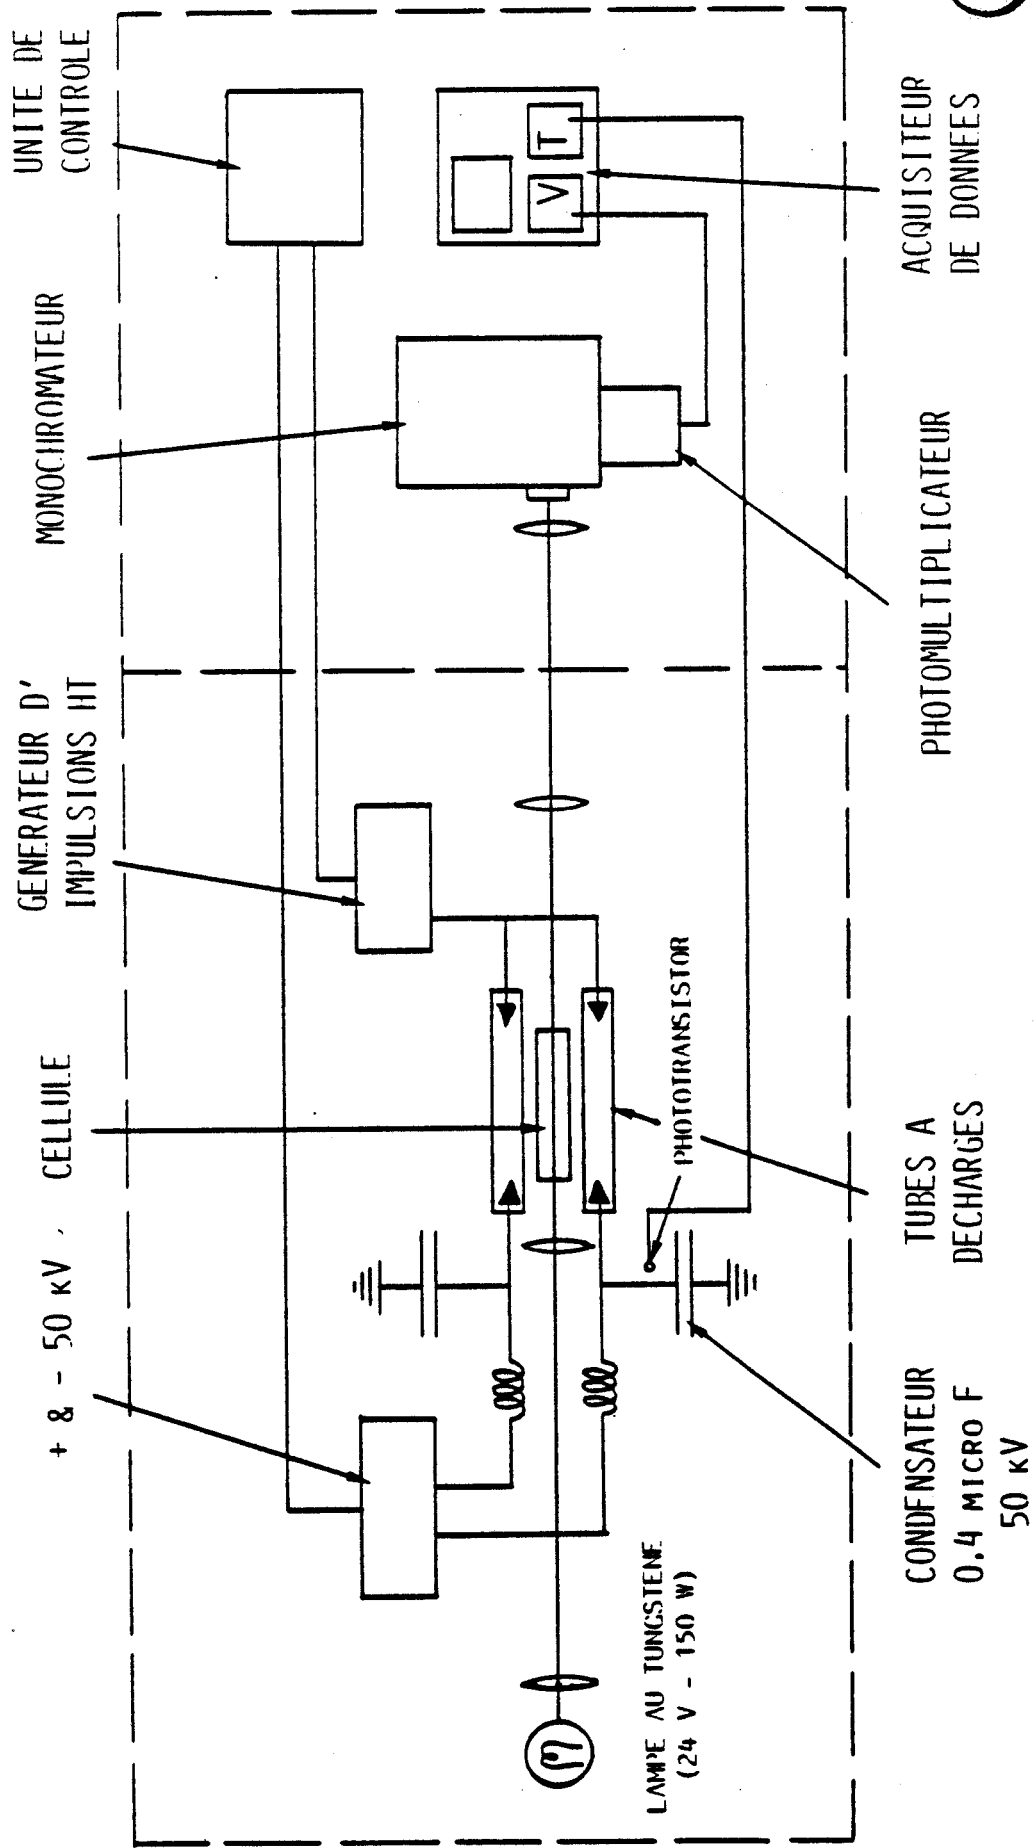 + & - 50 KV
CELLULE
GENERATEUR D'
IMPULSIONS HT
MONOCHROMATEUR
UNITE DE
CONTROLE
V
T
PHOTOTRANSISTOR
LAMPE AU TUNGSTENE
(24 V - 150 W)
CONDENSATEUR
0.4 MICRO F
50 KV
TUBES A
DECHARGES
PHOTOMULTIPLICATEUR
ACQUISITEUR
DE DONNEES